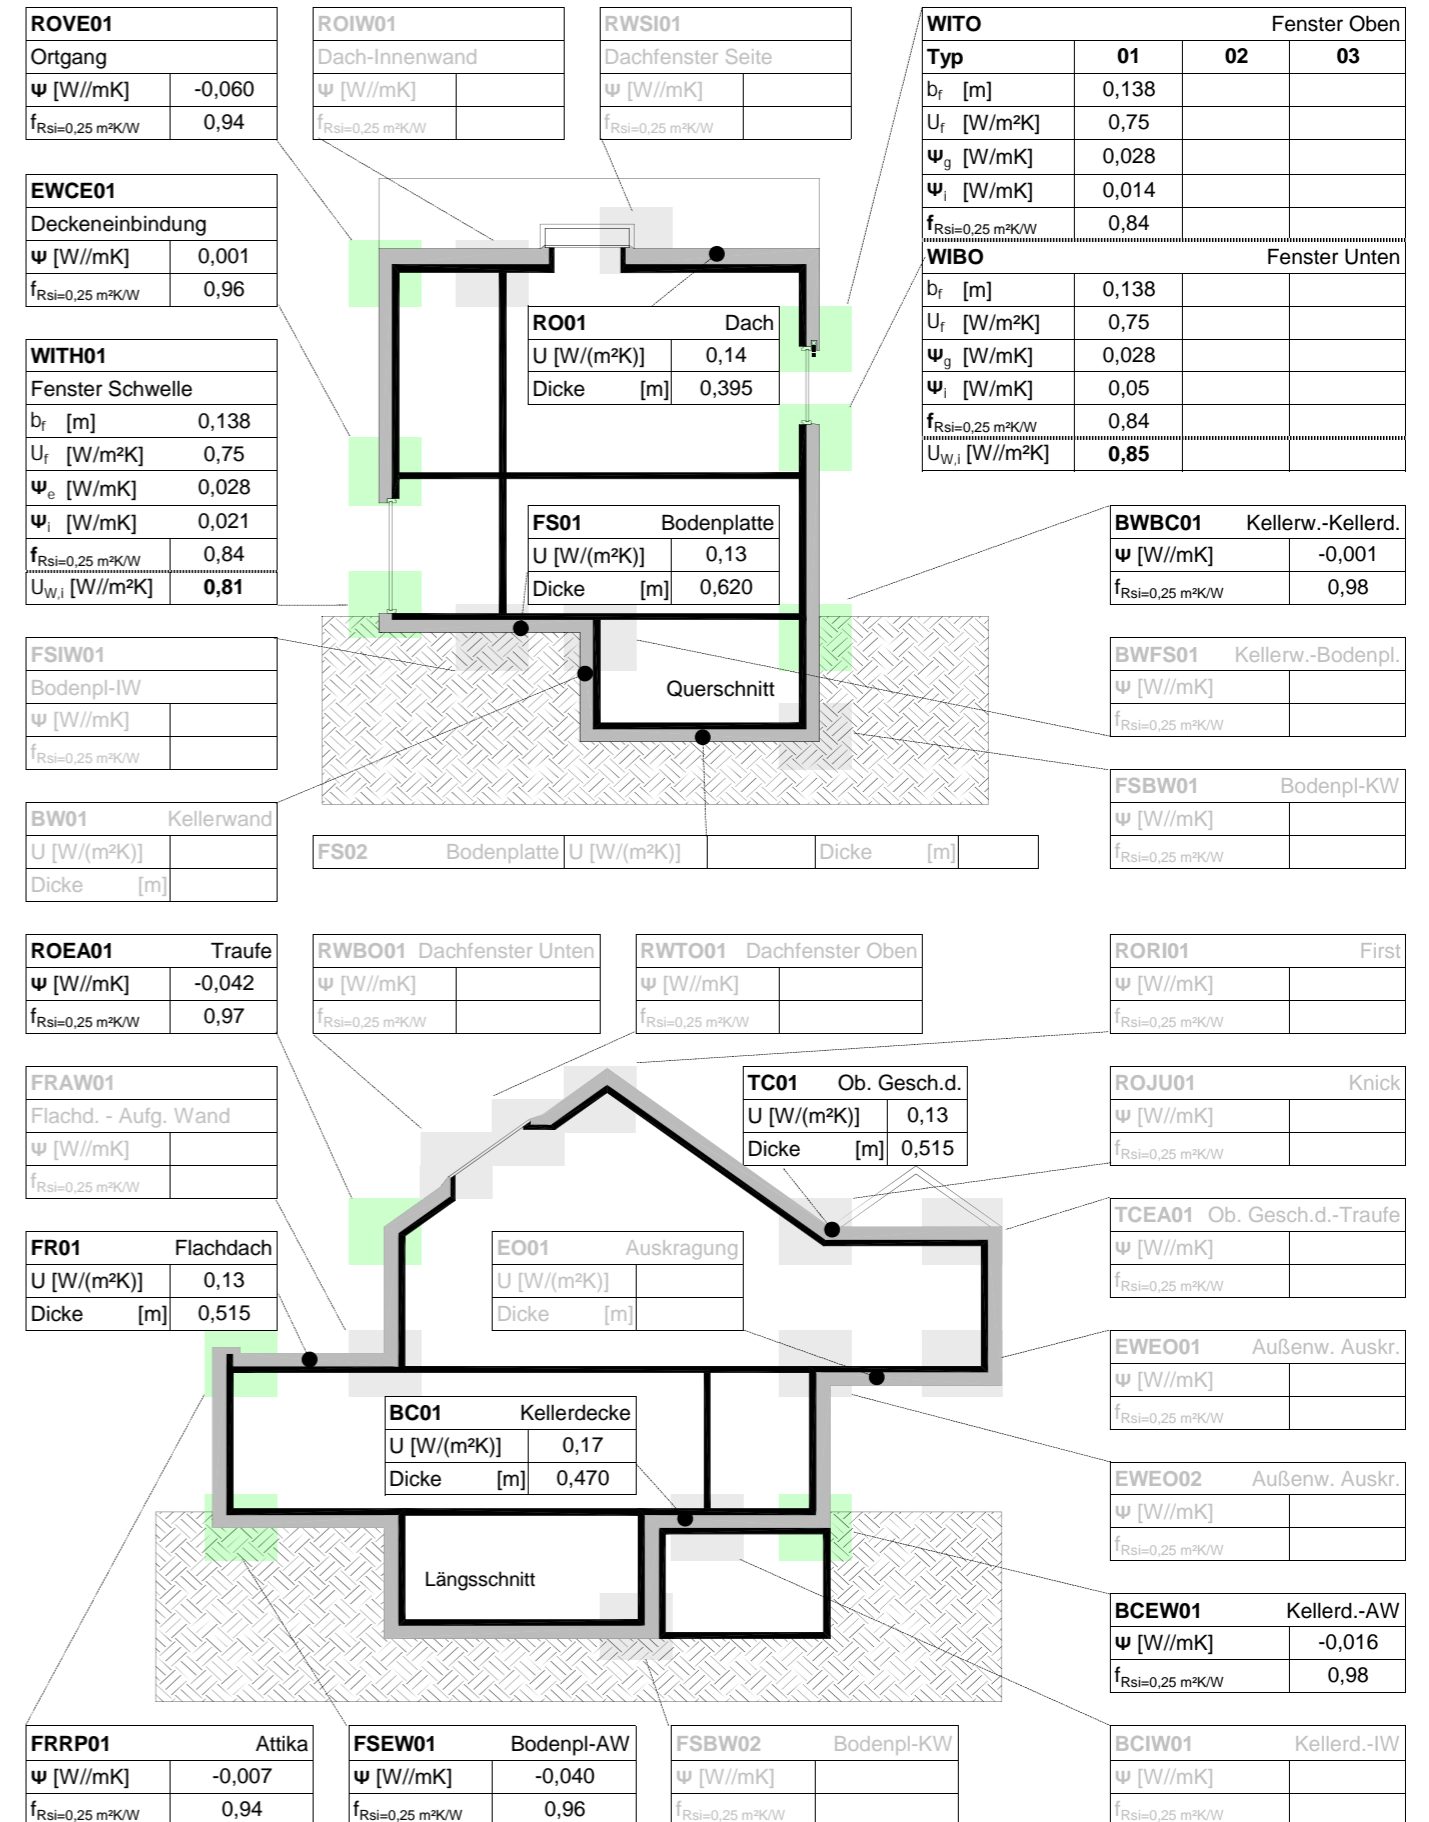 ROVE01
Ortgang
Ψ [W//mK] -0,060
fRsi=0,25 m²K/W 0,94
ROIW01
Dach-Innenwand
Ψ [W//mK]
fRsi=0,25 m²K/W
RWSI01
Dachfenster Seite
Ψ [W//mK]
fRsi=0,25 m²K/W
WITO Fenster Oben
Typ 01 02 03
bf [m] 0,138
Uf [W/m²K] 0,75
Ψg [W/mK] 0,028
Ψi [W/mK] 0,014
fRsi=0,25 m²K/W 0,84
WIBO Fenster Unten
bf [m] 0,138
Uf [W/m²K] 0,75
Ψg [W/mK] 0,028
Ψi [W/mK] 0,05
fRsi=0,25 m²K/W 0,84
UW,i [W//m²K] 0,85
EWCE01
Deckeneinbindung
Ψ [W//mK] 0,001
fRsi=0,25 m²K/W 0,96
RO01 Dach
U [W/(m²K)] 0,14
Dicke [m] 0,395
WITH01
Fenster Schwelle
bf [m] 0,138
Uf [W/m²K] 0,75
Ψe [W/mK] 0,028
Ψi [W/mK] 0,021
fRsi=0,25 m²K/W 0,84
UW,i [W//m²K] 0,81
FS01 Bodenplatte
U [W/(m²K)] 0,13
Dicke [m] 0,620
BWBC01 Kellerw.-Kellerd.
Ψ [W//mK] -0,001
fRsi=0,25 m²K/W 0,98
FSIW01
Bodenpl-IW
Ψ [W//mK]
fRsi=0,25 m²K/W
Querschnitt
BWFS01 Kellerw.-Bodenpl.
Ψ [W//mK]
fRsi=0,25 m²K/W
FSBW01 Bodenpl-KW
Ψ [W//mK]
fRsi=0,25 m²K/W
BW01 Kellerwand
U [W/(m²K)]
Dicke [m]
FS02 Bodenplatte U [W/(m²K)] Dicke [m]
ROEA01 Traufe
Ψ [W//mK] -0,042
fRsi=0,25 m²K/W 0,97
RWBO01 Dachfenster Unten
Ψ [W//mK]
fRsi=0,25 m²K/W
RWTO01 Dachfenster Oben
Ψ [W//mK]
fRsi=0,25 m²K/W
RORI01 First
Ψ [W//mK]
fRsi=0,25 m²K/W
FRAW01
Flachd. - Aufg. Wand
Ψ [W//mK]
fRsi=0,25 m²K/W
TC01 Ob. Gesch.d.
U [W/(m²K)] 0,13
Dicke [m] 0,515
ROJU01 Knick
Ψ [W//mK]
fRsi=0,25 m²K/W
TCEA01 Ob. Gesch.d.-Traufe
Ψ [W//mK]
fRsi=0,25 m²K/W
FR01 Flachdach
U [W/(m²K)] 0,13
Dicke [m] 0,515
EO01 Auskragung
U [W/(m²K)]
Dicke [m]
EWEO01 Außenw. Auskr.
Ψ [W//mK]
fRsi=0,25 m²K/W
BC01 Kellerdecke
U [W/(m²K)] 0,17
Dicke [m] 0,470
EWEO02 Außenw. Auskr.
Ψ [W//mK]
fRsi=0,25 m²K/W
Längsschnitt
BCEW01 Kellerd.-AW
Ψ [W//mK] -0,016
fRsi=0,25 m²K/W 0,98
FRRP01 Attika
Ψ [W//mK] -0,007
fRsi=0,25 m²K/W 0,94
FSEW01 Bodenpl-AW
Ψ [W//mK] -0,040
fRsi=0,25 m²K/W 0,96
FSBW02 Bodenpl-KW
Ψ [W//mK]
fRsi=0,25 m²K/W
BCIW01 Kellerd.-IW
Ψ [W//mK]
fRsi=0,25 m²K/W